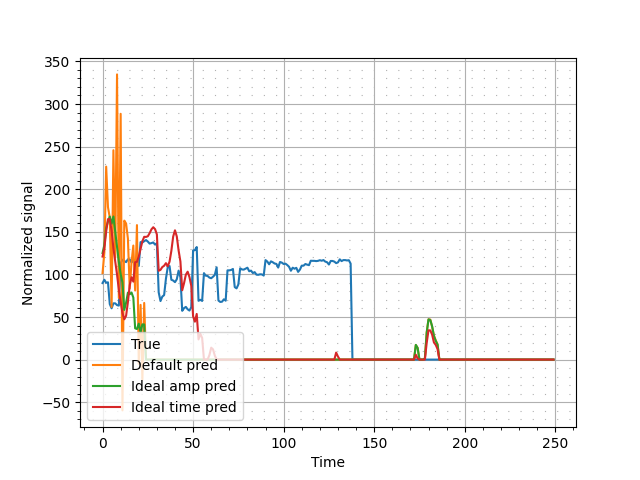 350
300
250
200
150
100
50
0
−50
Normalized signal
True
Default pred
Ideal amp pred
Ideal time pred
0 50 100 150 200 250
Time